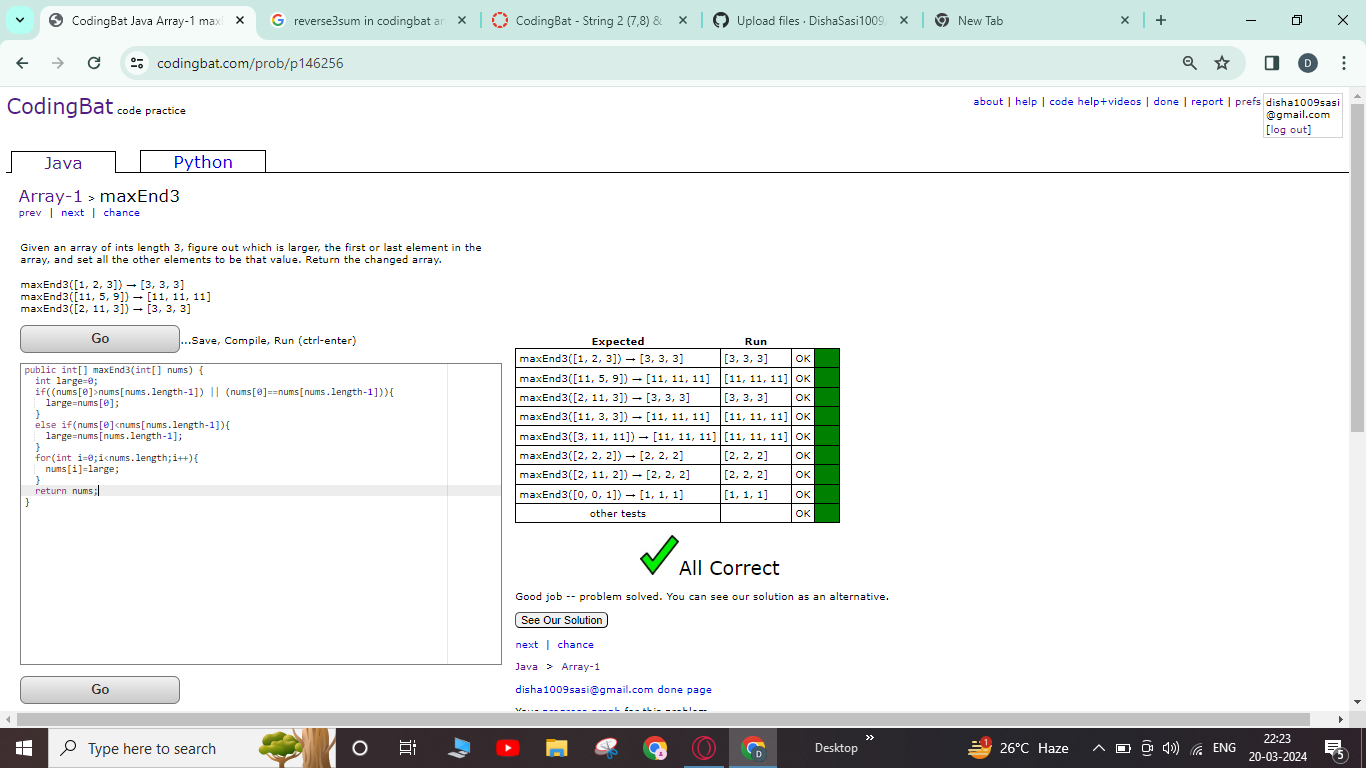 CodingBat Java Array-1 max
reverse3sum in codingbat ar
CodingBat - String 2 (7,8) &
Upload files · DishaSasi1009
New Tab
codingbat.com/prob/p146256
D
CodingBat code practice
about | help | code help+videos | done | report | prefs
disha1009sasi
@gmail.com
[log out]
Java
Python
Array-1 > maxEnd3
prev | next | chance
Given an array of ints length 3, figure out which is larger, the first or last element in the
array, and set all the other elements to be that value. Return the changed array.
maxEnd3([1, 2, 3]) → [3, 3, 3]
maxEnd3([11, 5, 9]) → [11, 11, 11]
maxEnd3([2, 11, 3]) → [3, 3, 3]
Go
...Save, Compile, Run (ctrl-enter)
public int[] maxEnd3(int[] nums) {
int large=0;
if((nums[0]>nums[nums.length-1]) || (nums[0]==nums[nums.length-1])){
large=nums[0];
}
else if(nums[0]<nums[nums.length-1]){
large=nums[nums.length-1];
}
for(int i=0;i<nums.length;i++){
nums[i]=large;
}
return nums;
}
Go
Expected Run
maxEnd3([1, 2, 3]) → [3, 3, 3] [3, 3, 3] OK
maxEnd3([11, 5, 9]) → [11, 11, 11] [11, 11, 11] OK
maxEnd3([2, 11, 3]) → [3, 3, 3] [3, 3, 3] OK
maxEnd3([11, 3, 3]) → [11, 11, 11] [11, 11, 11] OK
maxEnd3([3, 11, 11]) → [11, 11, 11] [11, 11, 11] OK
maxEnd3([2, 2, 2]) → [2, 2, 2] [2, 2, 2] OK
maxEnd3([2, 11, 2]) → [2, 2, 2] [2, 2, 2] OK
maxEnd3([0, 0, 1]) → [1, 1, 1] [1, 1, 1] OK
other tests OK
All Correct
Good job -- problem solved. You can see our solution as an alternative.
See Our Solution
next | chance
Java > Array-1
disha1009sasi@gmail.com done page
Your progress graph for this problem
Type here to search
Desktop
26°C Haze
ENG
22:23
20-03-2024
5